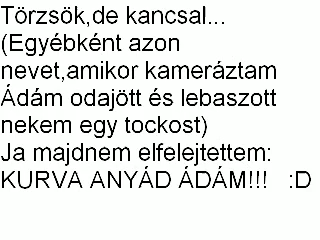 Törzsök,de kancsal...
(Egyébként azon
nevet,amikor kameráztam
Ádám odajött és lebaszott
nekem egy tockost)
Ja majdnem elfelejtettem:
KURVA ANYÁD ÁDÁM!!! :D